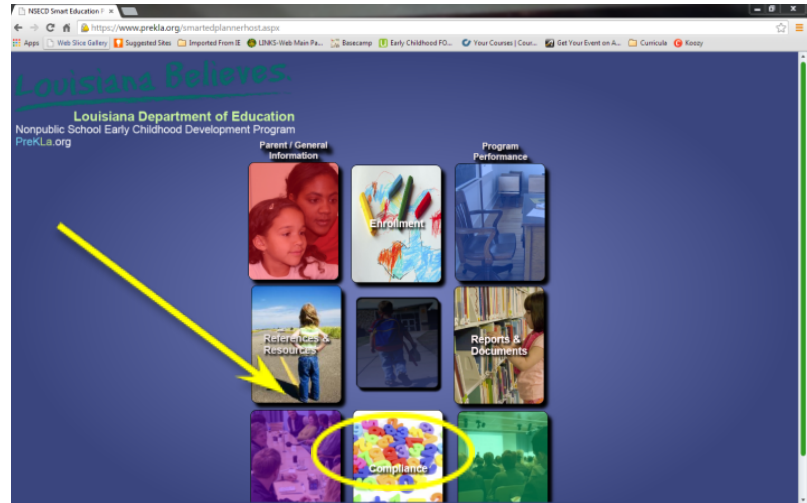 NSECD Smart Education P
https://www.prekla.org/smartedplannerhost.aspx
Apps Web Slice Gallery Suggested Sites Imported From IE LINKS-Web Main Pa... Basecamp Early Childhood FO... Your Courses | Cour... Get Your Event on A... Curricula Koozy
Louisiana Believes.
Louisiana Department of Education
Nonpublic School Early Childhood Development Program
PreKLa.org
Parent / General
Information
Program
Performance
Enrollment
References &
Resources
Reports &
Documents
Compliance